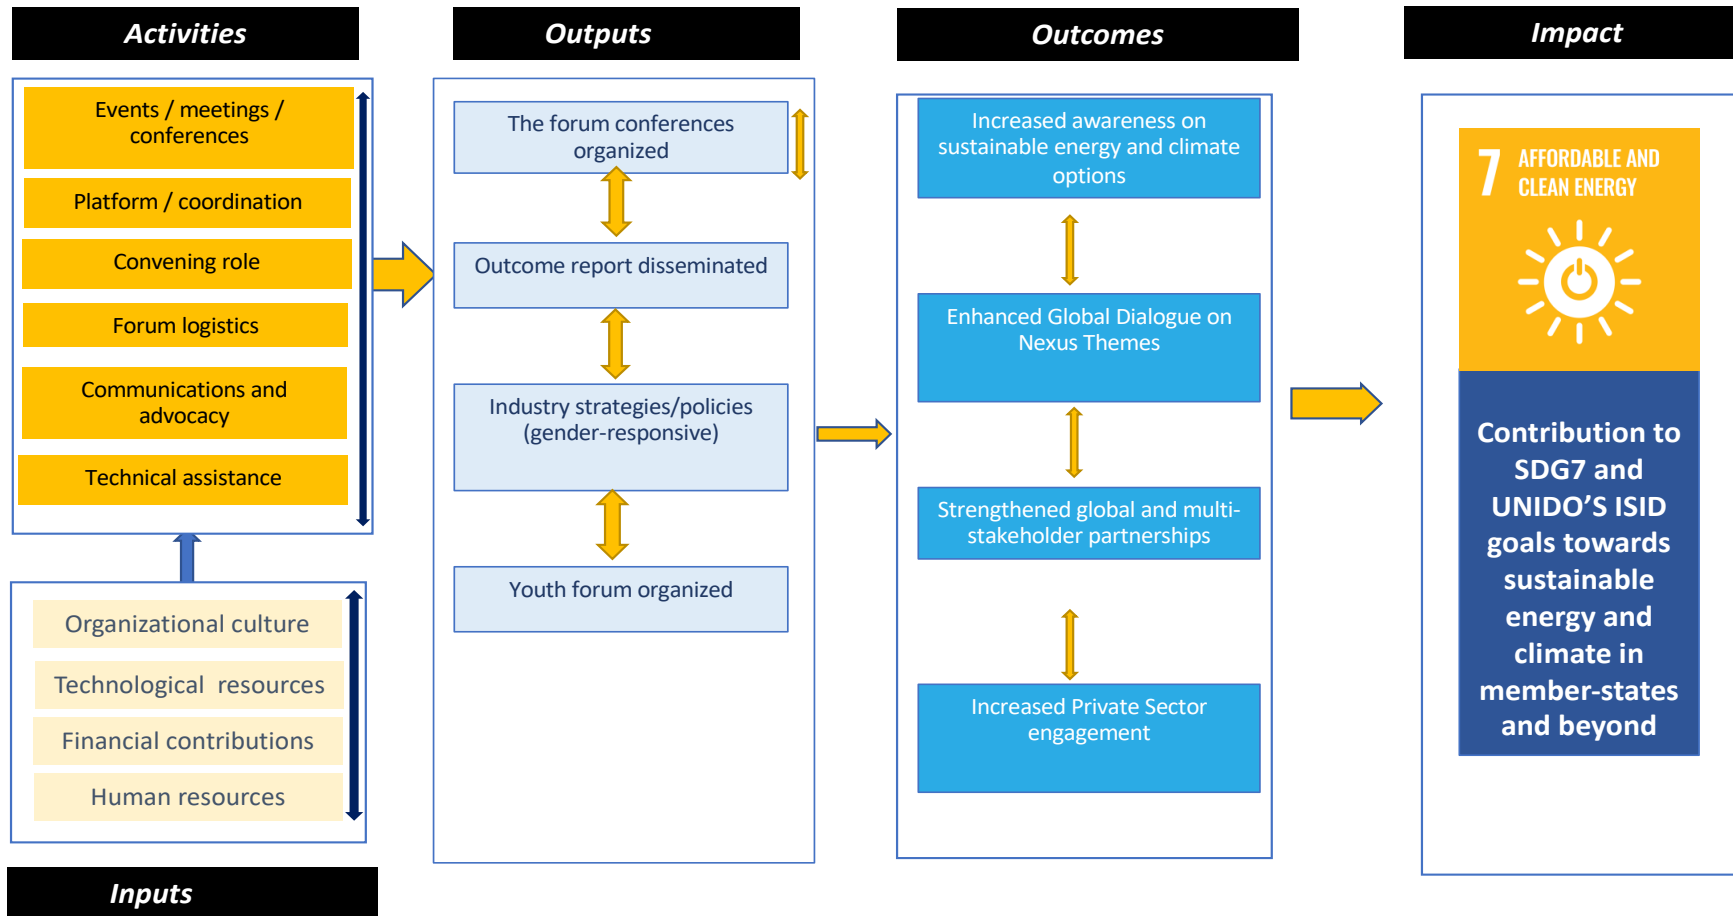 Activities
Events / meetings /
conferences
Platform / coordination
Convening role
Forum logistics
Communications and
advocacy
Technical assistance
Organizational culture
Technological resources
Financial contributions
Human resources
Inputs
Outputs
The forum conferences
organized
Outcome report disseminated
Industry strategies/policies
(gender-responsive)
Youth forum organized
Outcomes
Increased awareness on
sustainable energy and climate
options
Enhanced Global Dialogue on
Nexus Themes
Strengthened global and multi-
stakeholder partnerships
Increased Private Sector
engagement
Impact
7 AFFORDABLE AND
CLEAN ENERGY
Contribution to
SDG7 and
UNIDO’S ISID
goals towards
sustainable
energy and
climate in
member-states
and beyond